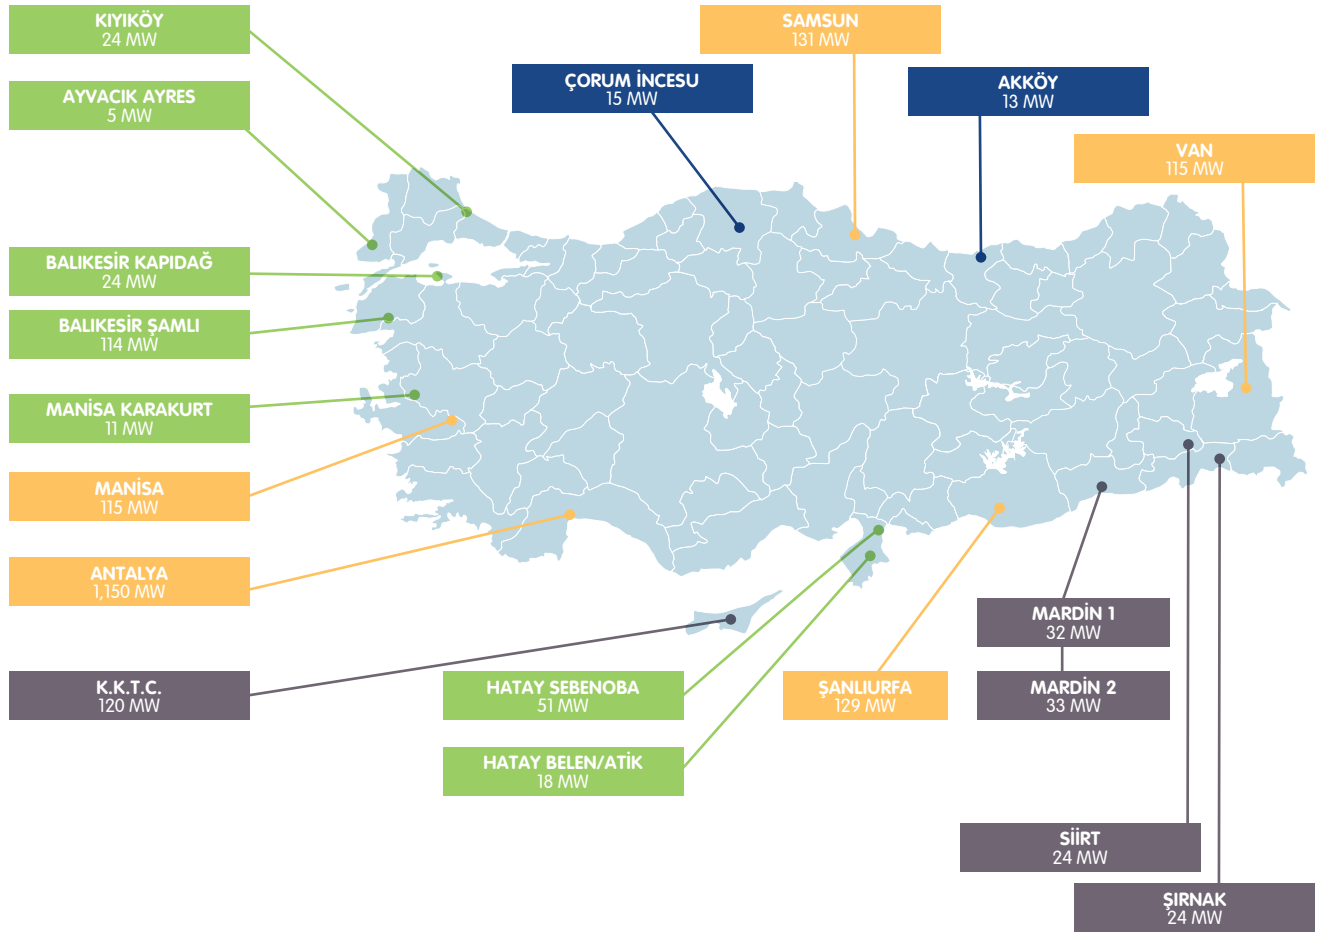 KIYIKÖY
24 MW
SAMSUN
131 MW
ÇORUM İNCESU
15 MW
AKKÖY
13 MW
AYVACIK AYRES
5 MW
VAN
115 MW
BALIKESİR KAPIDAĞ
24 MW
BALIKESİR ŞAMLI
114 MW
MANİSA KARAKURT
11 MW
MANİSA
115 MW
ANTALYA
1,150 MW
MARDİN 1
32 MW
K.K.T.C.
120 MW
HATAY SEBENOBA
51 MW
ŞANLIURFA
129 MW
MARDİN 2
33 MW
HATAY BELEN/ATİK
18 MW
SİİRT
24 MW
ŞIRNAK
24 MW